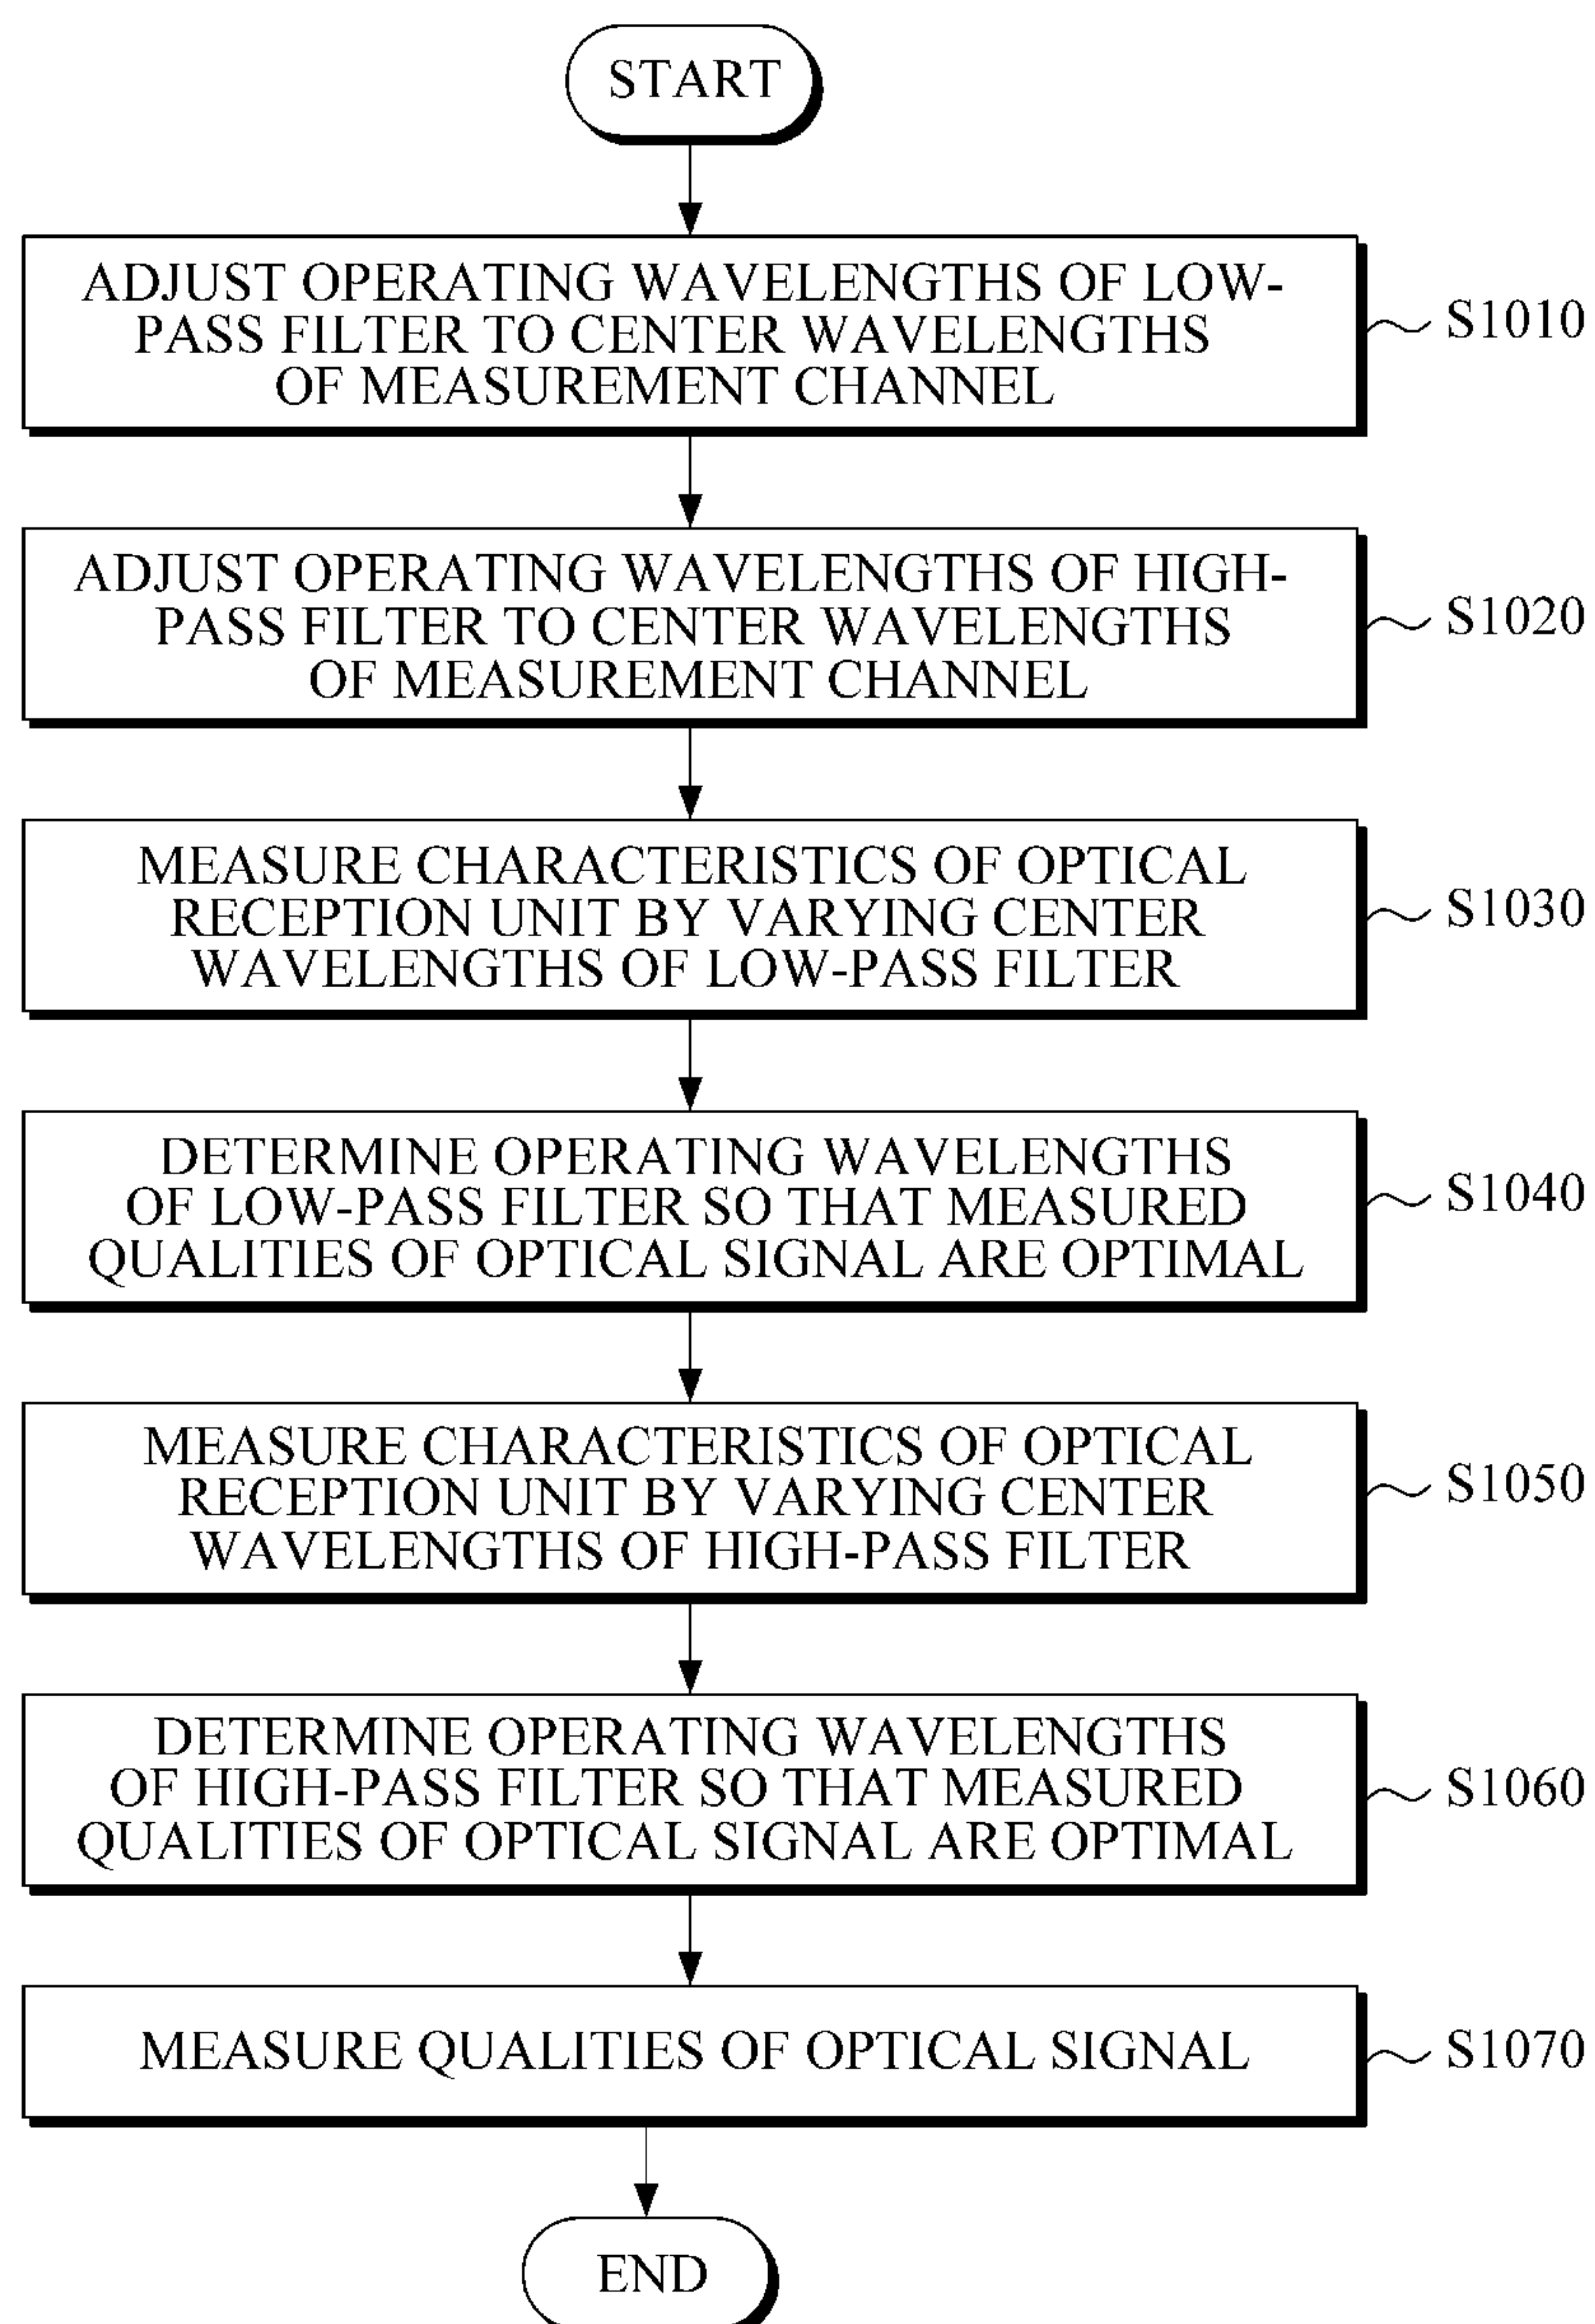 START
ADJUST OPERATING WAVELENGTHS OF LOW-
PASS FILTER TO CENTER WAVELENGTHS
OF MEASUREMENT CHANNEL
S1010
ADJUST OPERATING WAVELENGTHS OF HIGH-
PASS FILTER TO CENTER WAVELENGTHS
OF MEASUREMENT CHANNEL
S1020
MEASURE CHARACTERISTICS OF OPTICAL
RECEPTION UNIT BY VARYING CENTER
WAVELENGTHS OF LOW-PASS FILTER
S1030
DETERMINE OPERATING WAVELENGTHS
OF LOW-PASS FILTER SO THAT MEASURED
QUALITIES OF OPTICAL SIGNAL ARE OPTIMAL
S1040
MEASURE CHARACTERISTICS OF OPTICAL
RECEPTION UNIT BY VARYING CENTER
WAVELENGTHS OF HIGH-PASS FILTER
S1050
DETERMINE OPERATING WAVELENGTHS
OF HIGH-PASS FILTER SO THAT MEASURED
QUALITIES OF OPTICAL SIGNAL ARE OPTIMAL
S1060
MEASURE QUALITIES OF OPTICAL SIGNAL
S1070
END